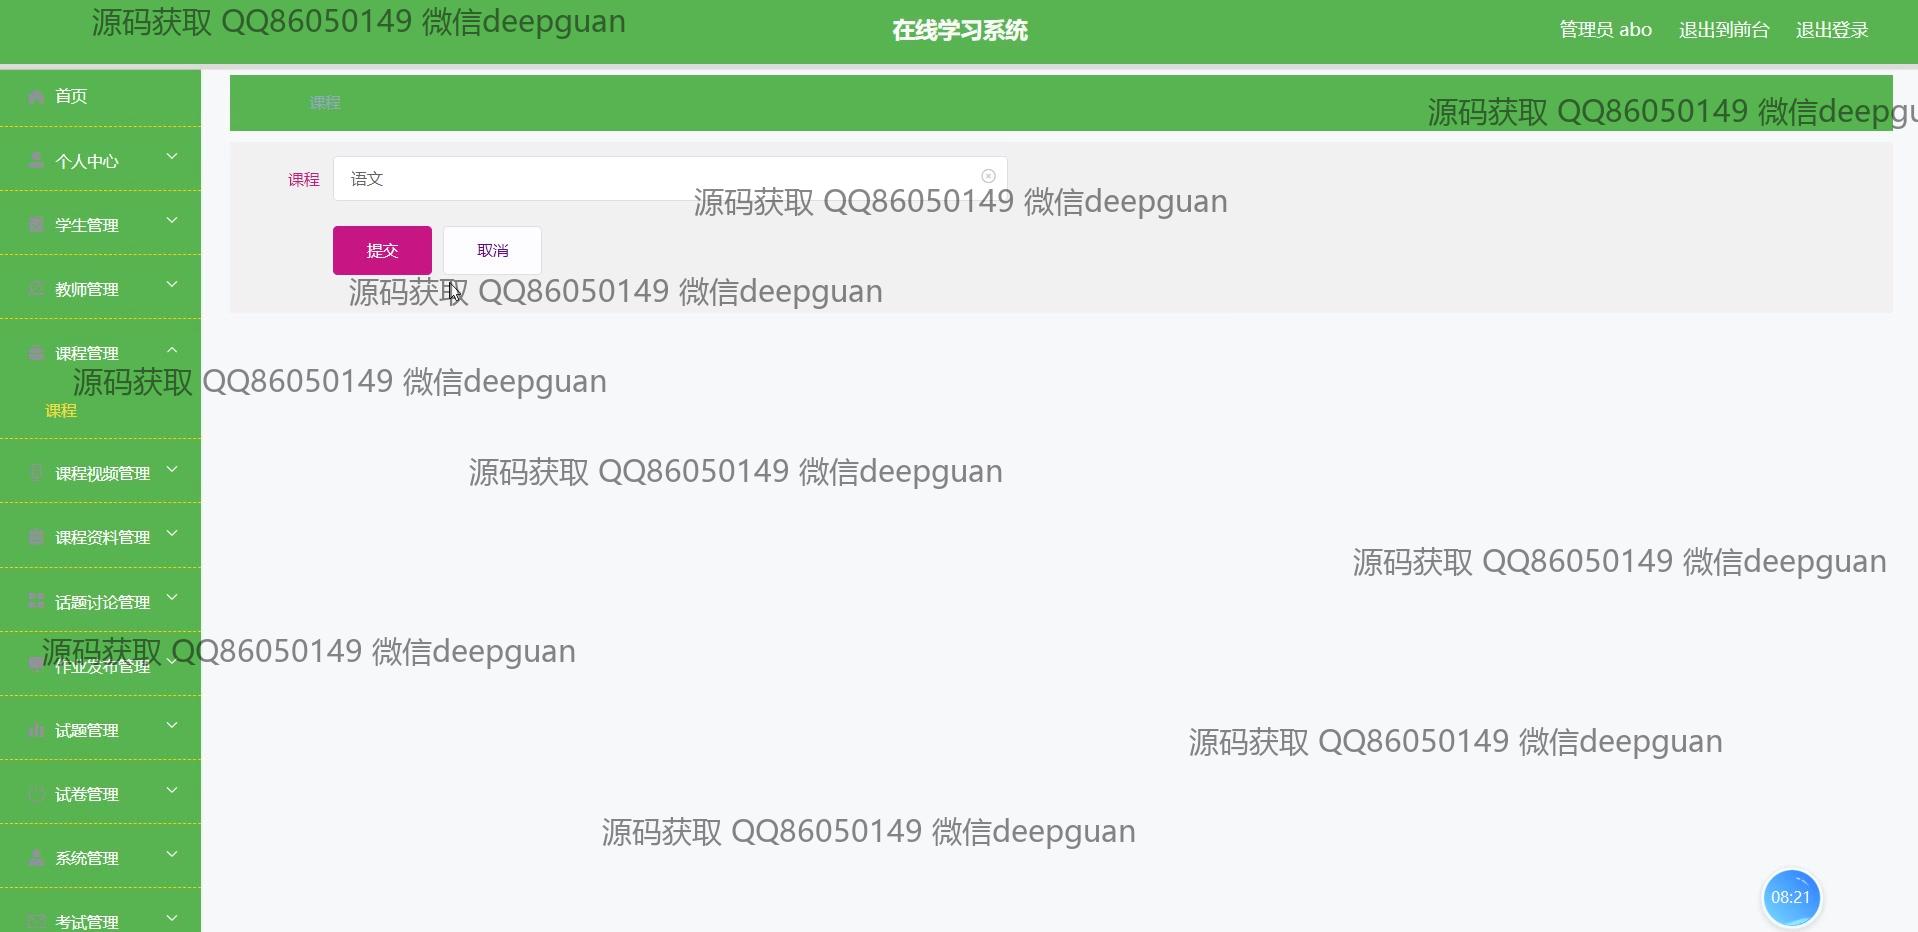 源码获取 QQ86050149 微信deepguan
在线学习系统
管理员 abo 退出到前台 退出登录
首页
课程
源码获取 QQ86050149 微信deepgu
个人中心
课程 语文
源码获取 QQ86050149 微信deepguan
学生管理
提交 取消
教师管理
源码获取 QQ86050149 微信deepguan
课程管理
源码获取 QQ86050149 微信deepguan
课程
课程视频管理
源码获取 QQ86050149 微信deepguan
课程资料管理
源码获取 QQ86050149 微信deepguan
话题讨论管理
源码获取 QQ86050149 微信deepguan
作业发布管理
试题管理
源码获取 QQ86050149 微信deepguan
试卷管理
源码获取 QQ86050149 微信deepguan
系统管理
08:21
考试管理